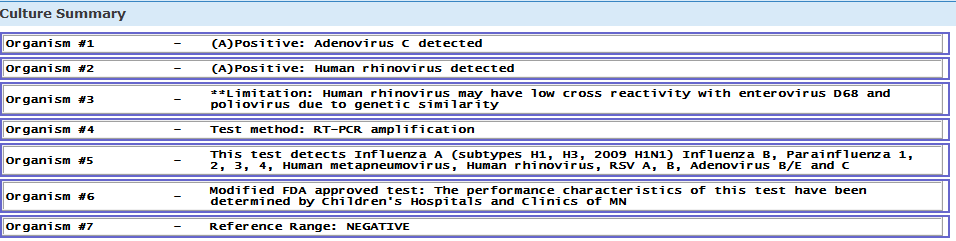 Culture Summary
Organism #1 – (A)Positive: Adenovirus C detected
Organism #2 – (A)Positive: Human rhinovirus detected
Organism #3 – **Limitation: Human rhinovirus may have low cross reactivity with enterovirus D68 and
poliovirus due to genetic similarity
Organism #4 – Test method: RT-PCR amplification
Organism #5 – This test detects Influenza A (subtypes H1, H3, 2009 H1N1) Influenza B, Parainfluenza 1,
2, 3, 4, Human metapneumovirus, Human rhinovirus, RSV A, B, Adenovirus B/E and C
Organism #6 – Modified FDA approved test: The performance characteristics of this test have been
determined by Children's Hospitals and Clinics of MN
Organism #7 – Reference Range: NEGATIVE